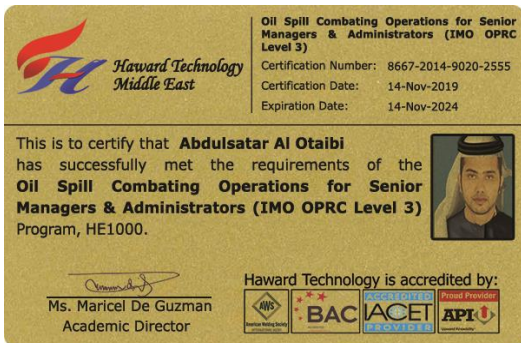 Haward Technology
Middle East
Oil Spill Combating Operations for Senior
Managers & Administrators (IMO OPRC
Level 3)
Certification Number: 8667-2014-9020-2555
Certification Date: 14-Nov-2019
Expiration Date: 14-Nov-2024
This is to certify that Abdulsatar Al Otaibi
has successfully met the requirements of the
Oil Spill Combating Operations for Senior
Managers & Administrators (IMO OPRC Level 3)
Program, HE1000.
Ms. Maricel De Guzman
Academic Director
Haward Technology is accredited by:
AWS
American Welding Society
BAC
ACCREDITED
IACET
PROVIDER
Proud Provider
API